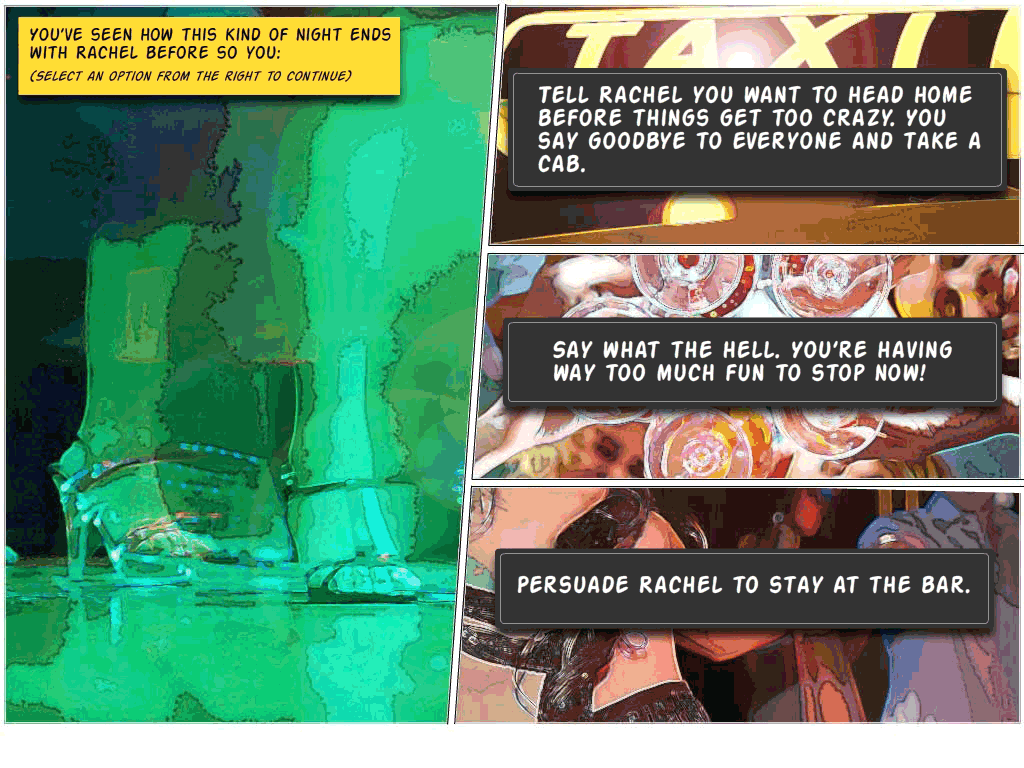 YOU'VE SEEN HOW THIS KIND OF NIGHT ENDS
WITH RACHEL BEFORE SO YOU:
(SELECT AN OPTION FROM THE RIGHT TO CONTINUE)
TAXI
TELL RACHEL YOU WANT TO HEAD HOME
BEFORE THINGS GET TOO CRAZY. YOU
SAY GOODBYE TO EVERYONE AND TAKE A
CAB.
SAY WHAT THE HELL. YOU'RE HAVING
WAY TOO MUCH FUN TO STOP NOW!
PERSUADE RACHEL TO STAY AT THE BAR.